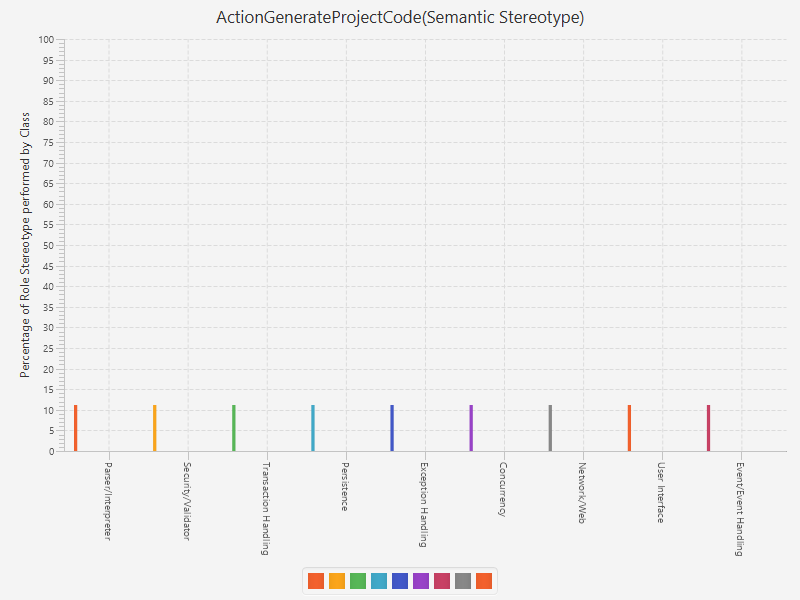 ActionGenerateProjectCode(Semantic Stereotype)
Percentage of Role Stereotype performed by Class
100
95
90
85
80
75
70
65
60
55
50
45
40
35
30
25
20
15
10
5
0
Parser/Interpreter
Security/Validator
Transaction Handling
Persistence
Exception Handling
Concurrency
Network/Web
User Interface
Event/Event Handling